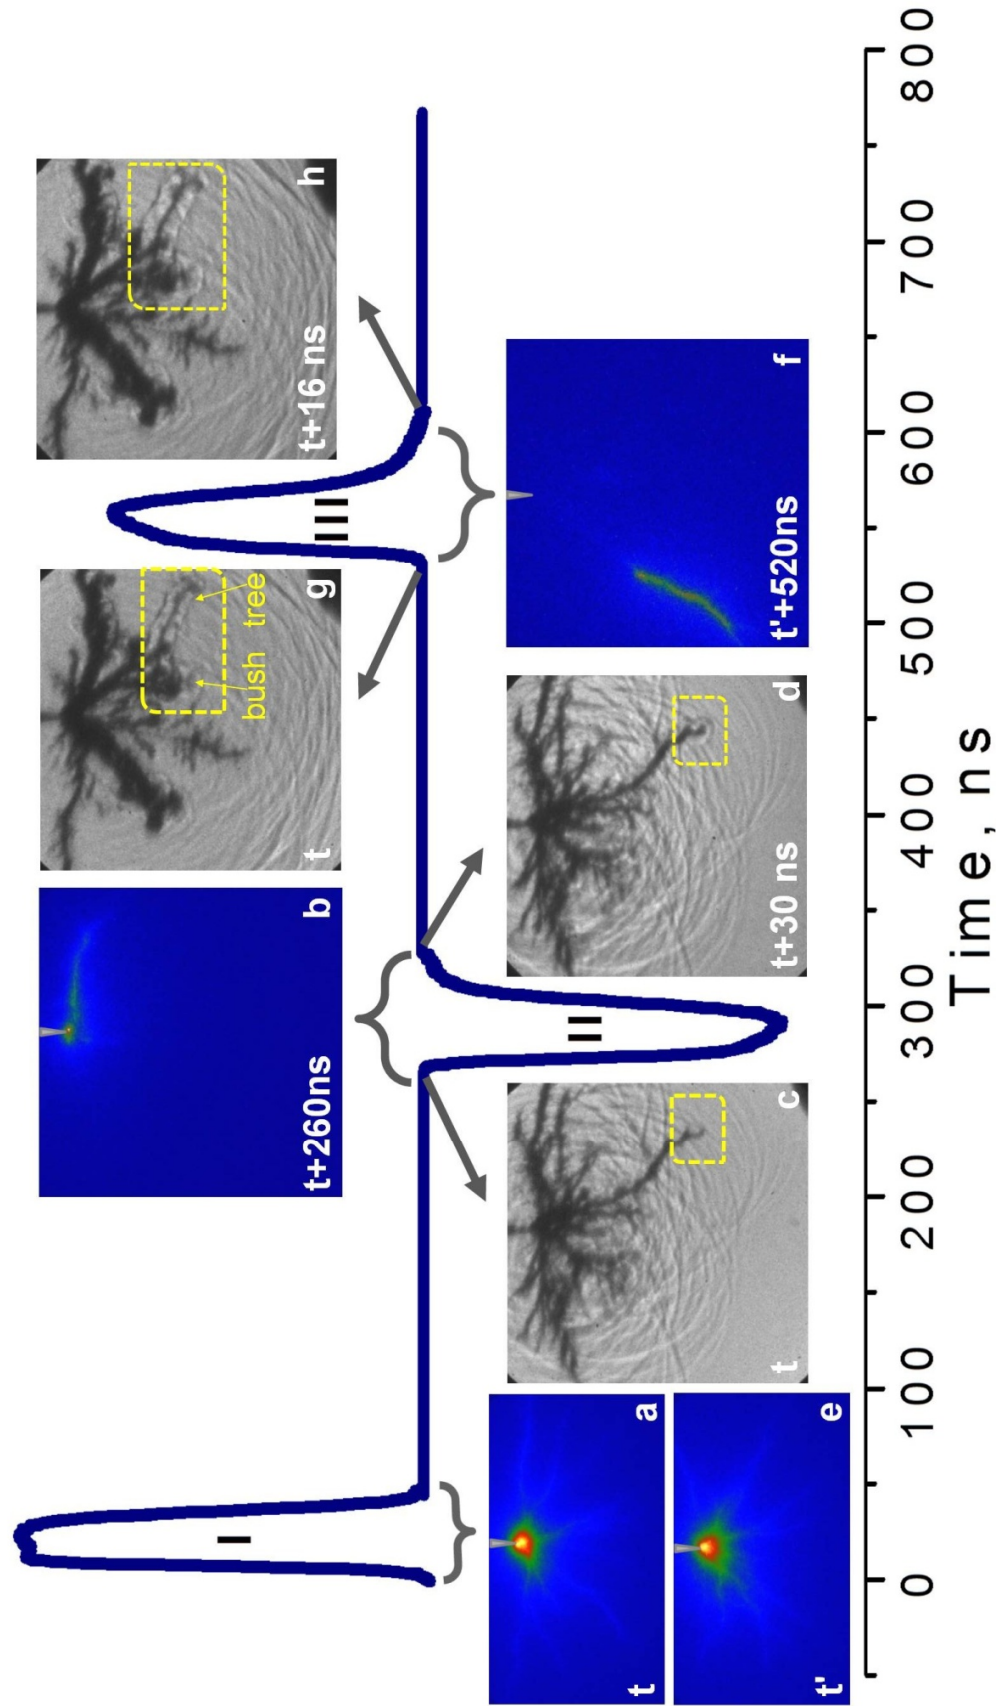 I
II
III
t
a
t'
e
t+260ns
b
t
c
t+30 ns
d
t
g
bush
tree
t'+520ns
f
t+16 ns
h
0
100
200
300
400
500
600
700
800
Time, ns